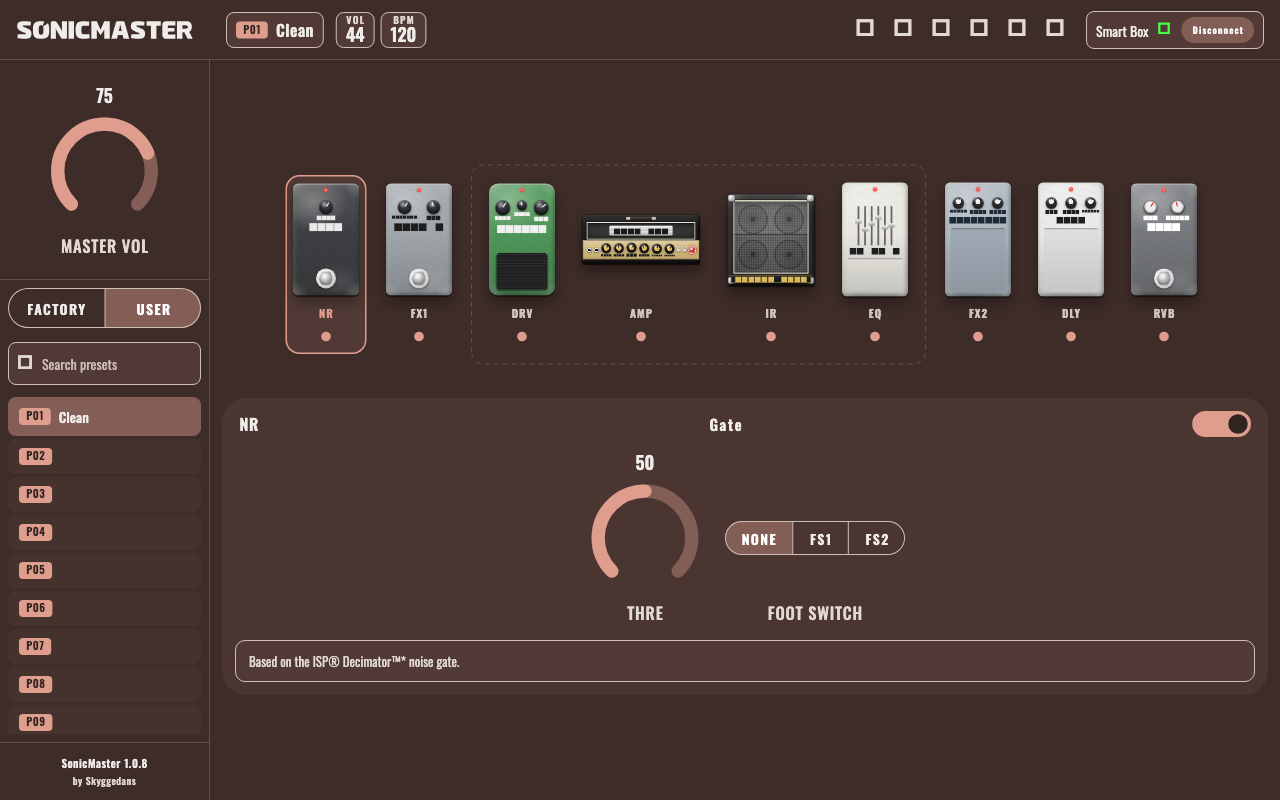 SONICMASTER
P01 Clean
VOL 44
BPM 120
Smart Box Disconnect
75
MASTER VOL
FACTORY USER
Search presets
P01 Clean
P02
P03
P04
P05
P06
P07
P08
P09
SonicMaster 1.0.8
by Skyggedans
NR FX1 DRV AMP IR EQ FX2 DLY RVB
NR Gate
50
NONE FS1 FS2
THRE FOOT SWITCH
Based on the ISP® Decimator™* noise gate.